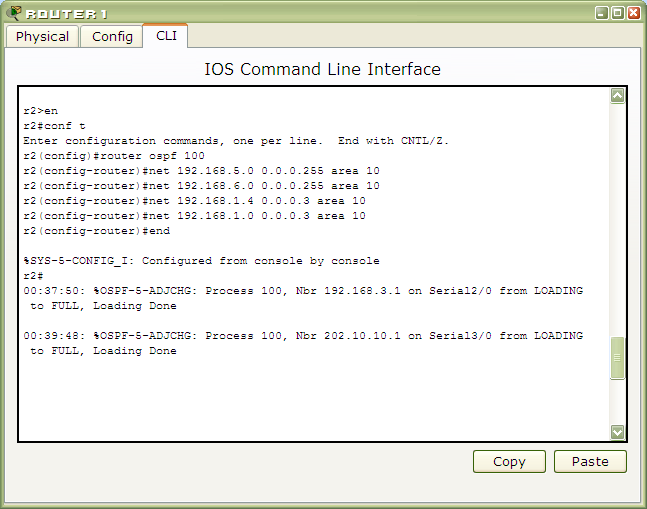 ROUTER1
Physical Config CLI
IOS Command Line Interface
r2>en
r2#conf t
Enter configuration commands, one per line.  End with CNTL/Z.
r2(config)#router ospf 100
r2(config-router)#net 192.168.5.0 0.0.0.255 area 10
r2(config-router)#net 192.168.6.0 0.0.0.255 area 10
r2(config-router)#net 192.168.1.4 0.0.0.3 area 10
r2(config-router)#net 192.168.1.0 0.0.0.3 area 10
r2(config-router)#end
%SYS-5-CONFIG_I: Configured from console by console
r2#
00:37:50: %OSPF-5-ADJCHG: Process 100, Nbr 192.168.3.1 on Serial2/0 from LOADING
 to FULL, Loading Done
00:39:48: %OSPF-5-ADJCHG: Process 100, Nbr 202.10.10.1 on Serial3/0 from LOADING
 to FULL, Loading Done
Copy Paste